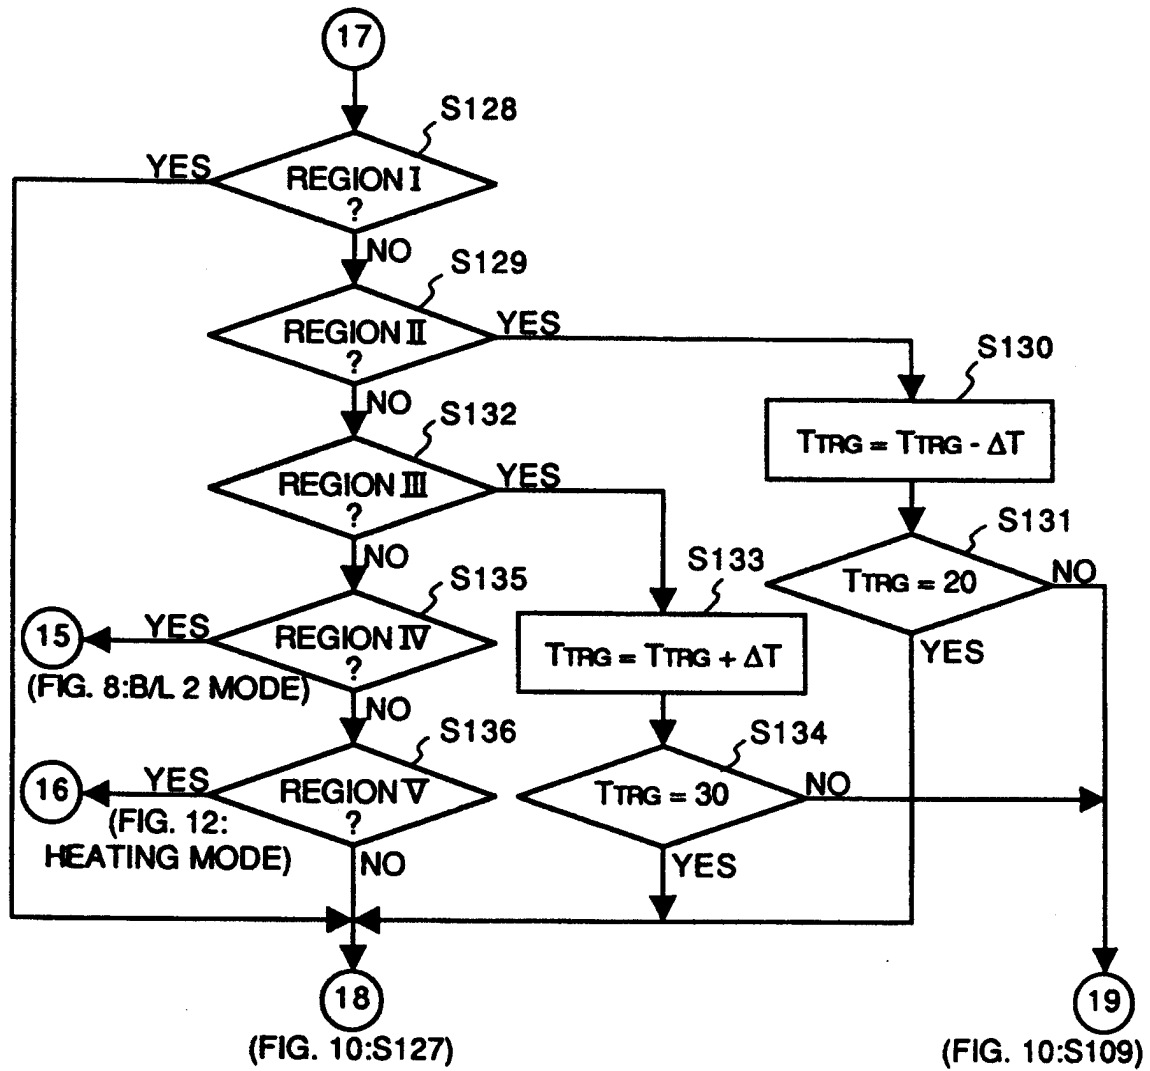 17
S128
YES
REGION I
?
NO
S129
REGION II
?
YES
NO
S130
TTRG = TTRG - ΔT
S132
REGION III
?
YES
NO
S131
TTRG = 20
NO
YES
S133
TTRG = TTRG + ΔT
S135
15
YES
REGION IV
?
(FIG. 8:B/L 2 MODE)
NO
S136
16
YES
REGION V
?
(FIG. 12:
HEATING MODE)
NO
S134
TTRG = 30
NO
YES
18
(FIG. 10:S127)
19
(FIG. 10:S109)